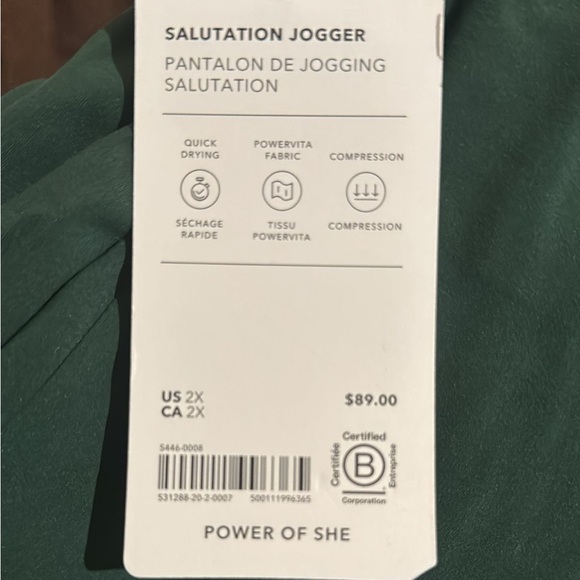 SALUTATION JOGGER
PANTALON DE JOGGING
SALUTATION
QUICK
DRYING
POWERVITA
FABRIC
COMPRESSION
SÉCHAGE
RAPIDE
TISSU
POWERVITA
COMPRESSION
US 2X
CA 2X
$89.00
5446-0008
531288-20-2-0007 500111996365
Certified
Certifiée
B
Entreprise
Corporation
POWER OF SHE